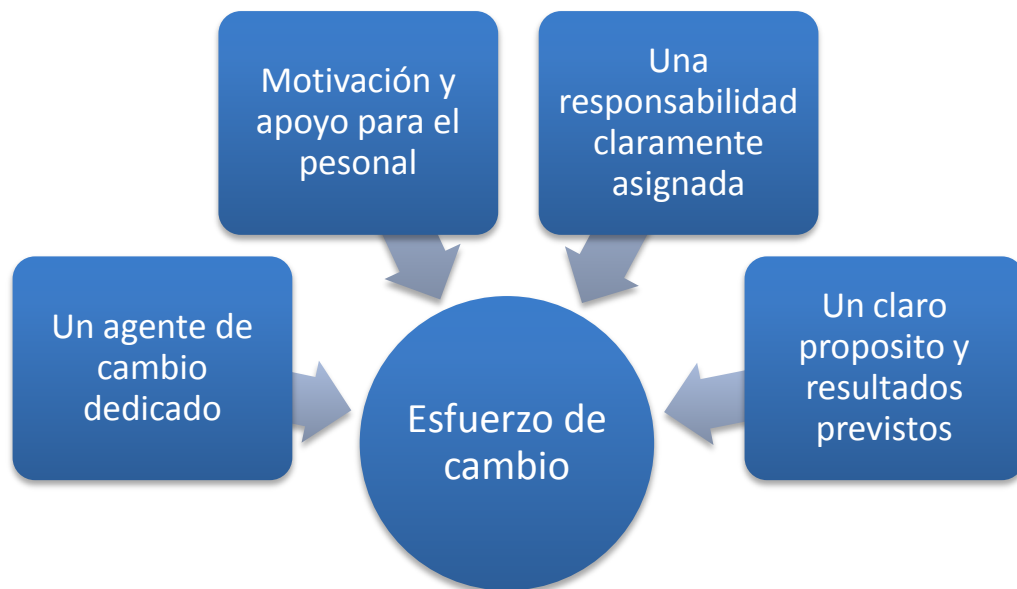 Motivación y
apoyo para el
pesonal
Una
responsabilidad
claramente
asignada
Un agente de
cambio
dedicado
Un claro
proposito y
resultados
previstos
Esfuerzo de
cambio